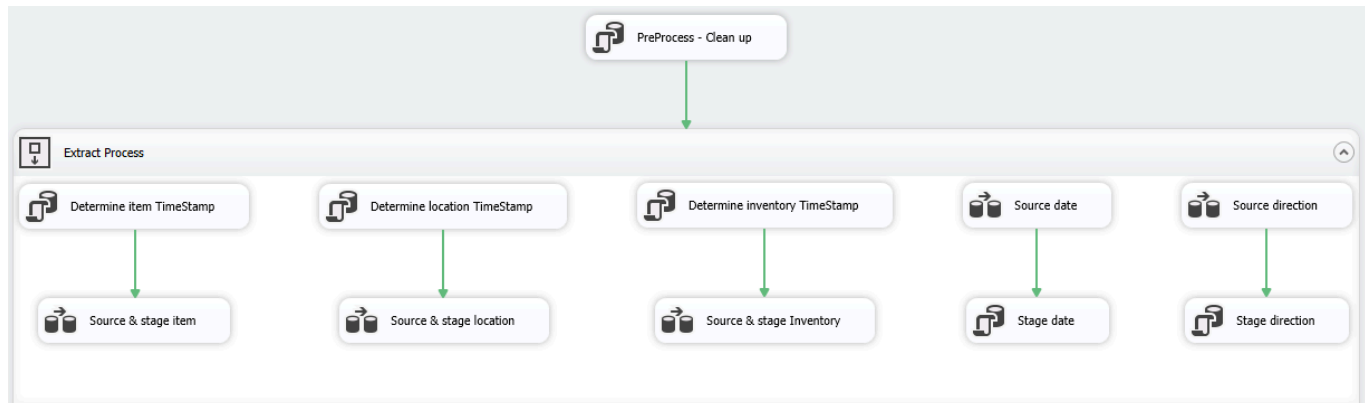 PreProcess - Clean up
Extract Process
Determine item TimeStamp
Determine location TimeStamp
Determine inventory TimeStamp
Source date
Source direction
Source & stage item
Source & stage location
Source & stage Inventory
Stage date
Stage direction